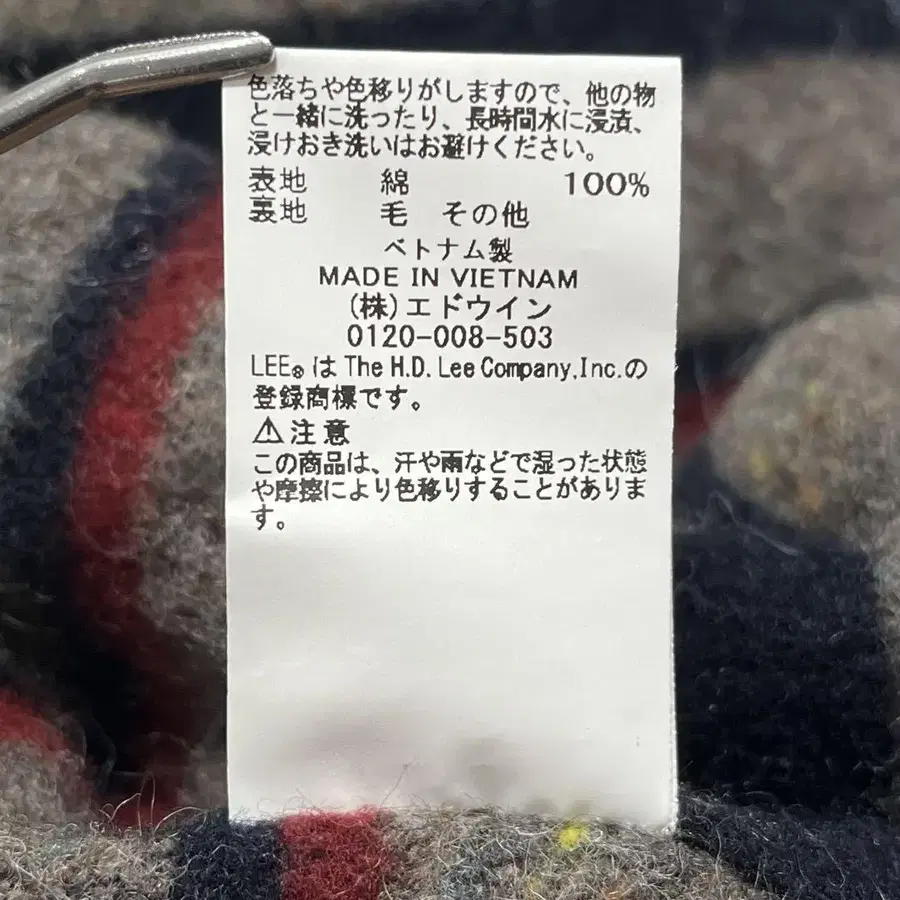 色落ちや色移りがしますので、他の物
と一緒に洗ったり、長時間水に浸漬、
浸けおき洗いはお避けください。
表地 綿 100%
裏地 毛 その他
ベトナム製
MADE IN VIETNAM
(株)エドウイン
0120-008-503
LEE® は The H.D. Lee Company,Inc.の
登録商標です。
⚠注意
この商品は、汗や雨などで湿った状態
や摩擦により色移りすることがありま
す。